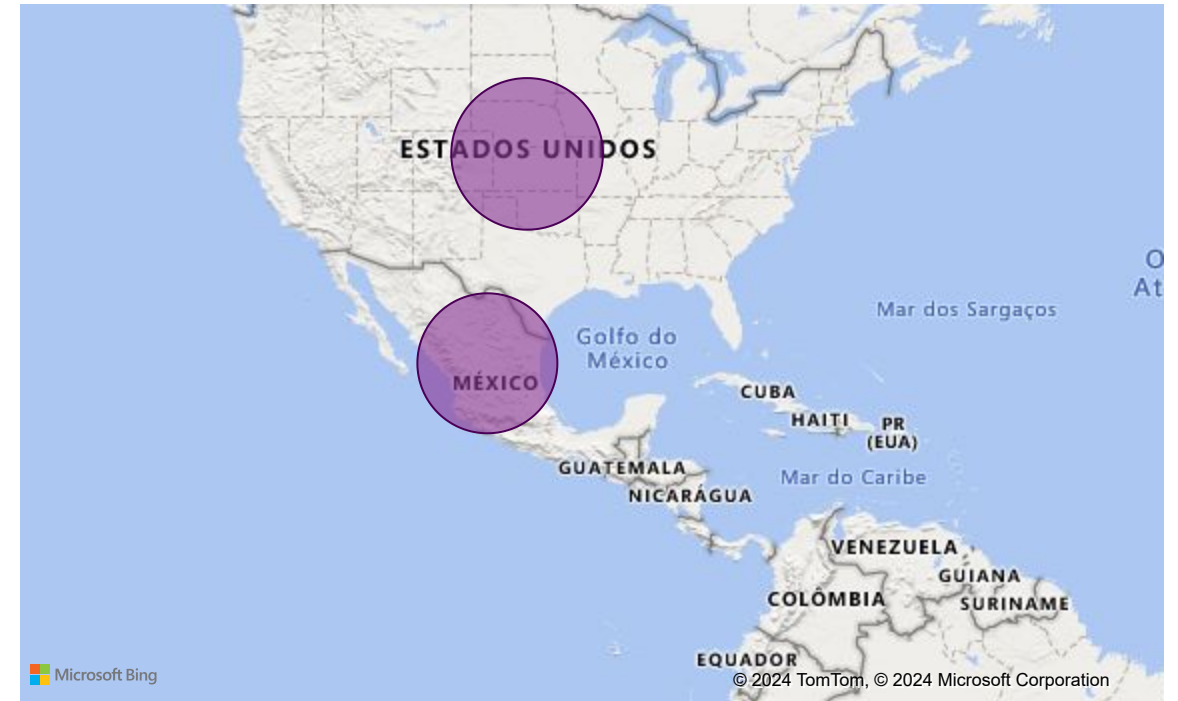 ESTADOS UNIDOS
O
At
Mar dos Sargaços
Golfo do
México
MÉXICO
CUBA
HAITI
PR
(EUA)
GUATEMALA
Mar do Caribe
NICARÁGUA
VENEZUELA
GUIANA
COLÔMBIA
SURINAME
EQUADOR
Microsoft Bing
© 2024 TomTom, © 2024 Microsoft Corporation